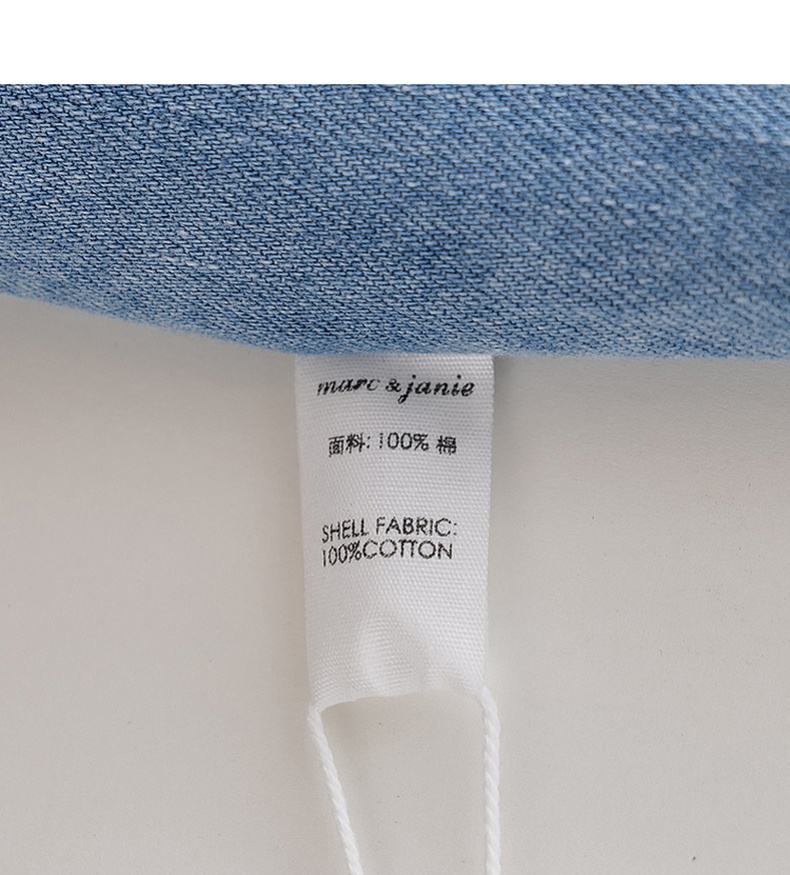 marc & janie
面料: 100% 棉
SHELL FABRIC:
100%COTTON